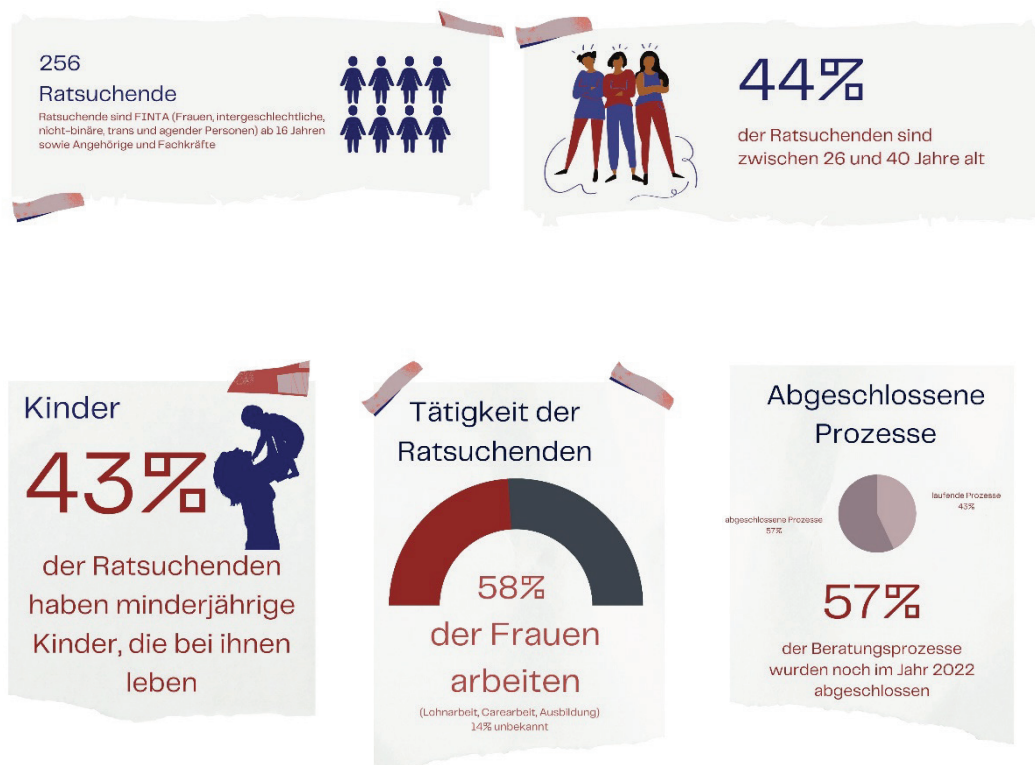 256
Ratsuchende
Ratsuchende sind FINTA (Frauen, intergeschlechtliche,
nicht-binäre, trans und agender Personen) ab 16 Jahren
sowie Angehörige und Fachkräfte
44%
der Ratsuchenden sind
zwischen 26 und 40 Jahre alt
Kinder
43%
der Ratsuchenden
haben minderjährige
Kinder, die bei ihnen
leben
Tätigkeit der
Ratsuchenden
58%
der Frauen
arbeiten
(Lohnarbeit, Carearbeit, Ausbildung)
14% unbekannt
Abgeschlossene
Prozesse
laufende Prozesse
43%
abgeschlossene Prozesse
57%
57%
der Beratungsprozesse
wurden noch im Jahr 2022
abgeschlossen